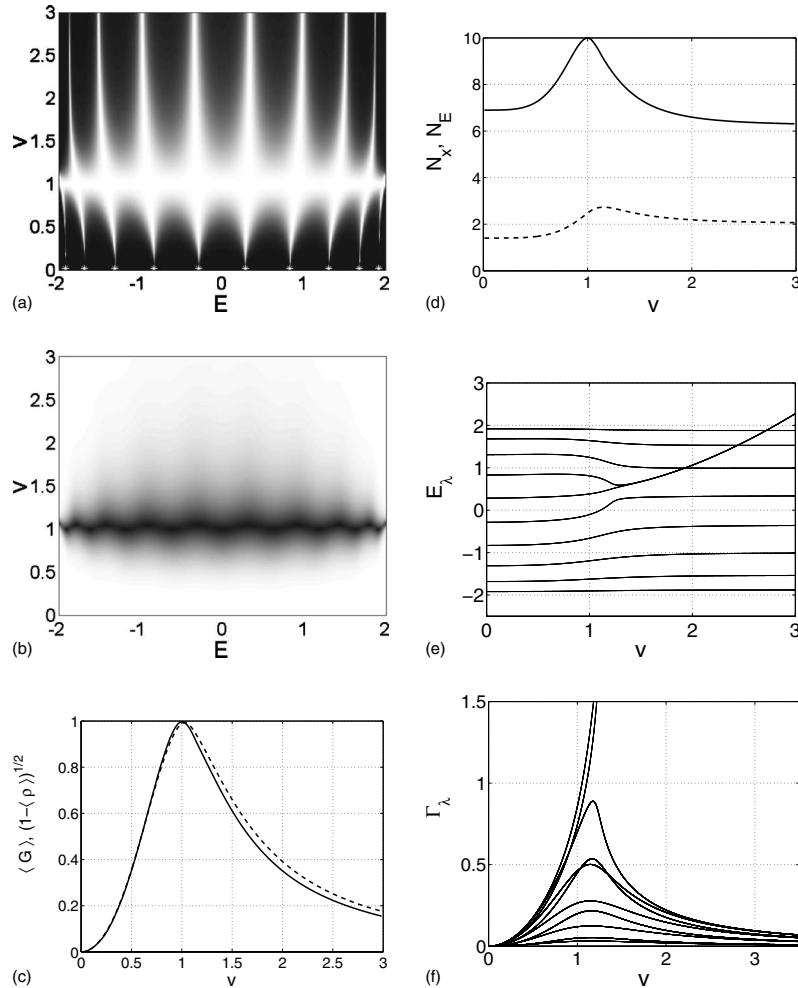 3
2.5
2
1.5
1
0.5
0
v
-2 -1 0 1 2
E
(a)
10
8
6
4
2
0
N_x, N_E
0 1 2 3
v
(d)
3
2.5
2
1.5
1
0.5
0
v
-2 -1 0 1 2
E
(b)
3
2
1
0
−1
−2
E_λ
0 1 2 3
v
(e)
1
0.8
0.6
0.4
0.2
0
⟨ G ⟩, (1-⟨ ρ ⟩)^{1/2}
0 0.5 1 1.5 2 2.5 3
v
(c)
1.5
1
0.5
0
Γ_λ
0 1 2 3
v
(f)